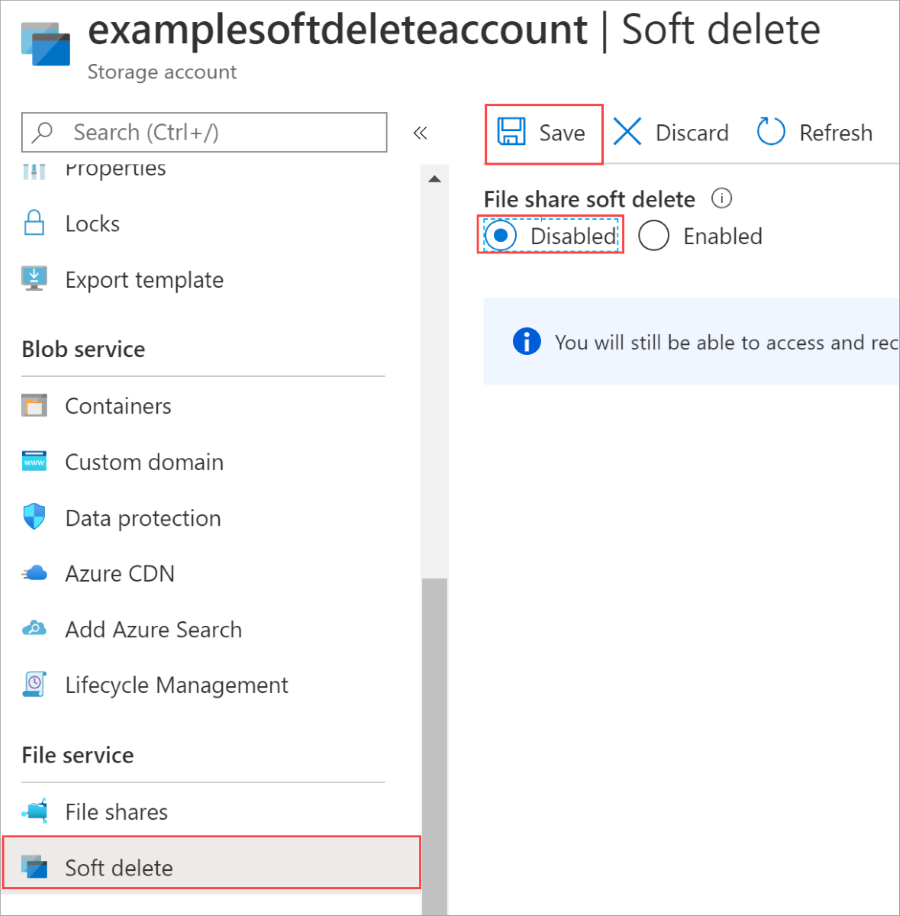 examplesoftdeleteaccount | Soft delete
Storage account
Search (Ctrl+/)
«
Save
Discard
Refresh
Properties
Locks
Export template
Blob service
Containers
www
Custom domain
Data protection
Azure CDN
Add Azure Search
Lifecycle Management
File service
File shares
Soft delete
File share soft delete
Disabled
Enabled
You will still be able to access and rec